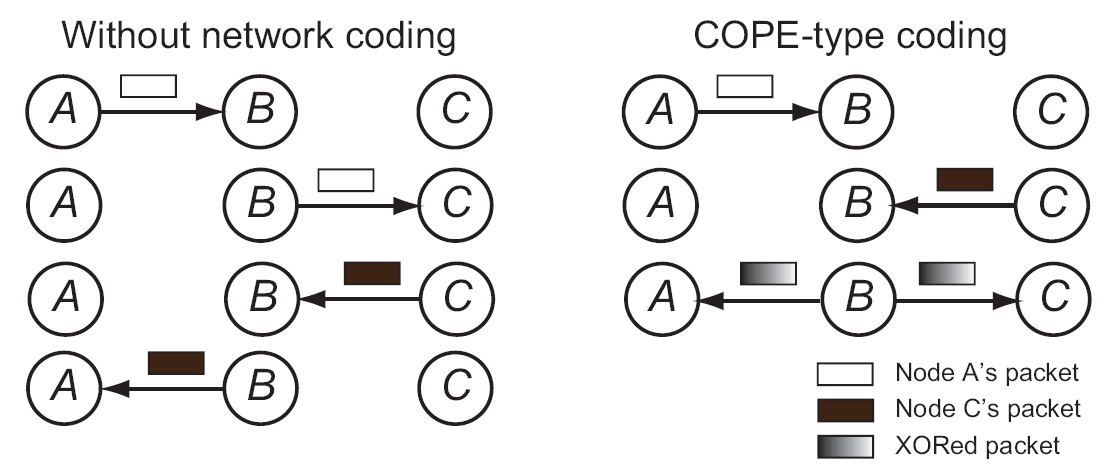 Without network coding
A B C
A B C
A B C
A B C
COPE-type coding
A B C
A B C
A B C
Node A's packet
Node C's packet
XORed packet